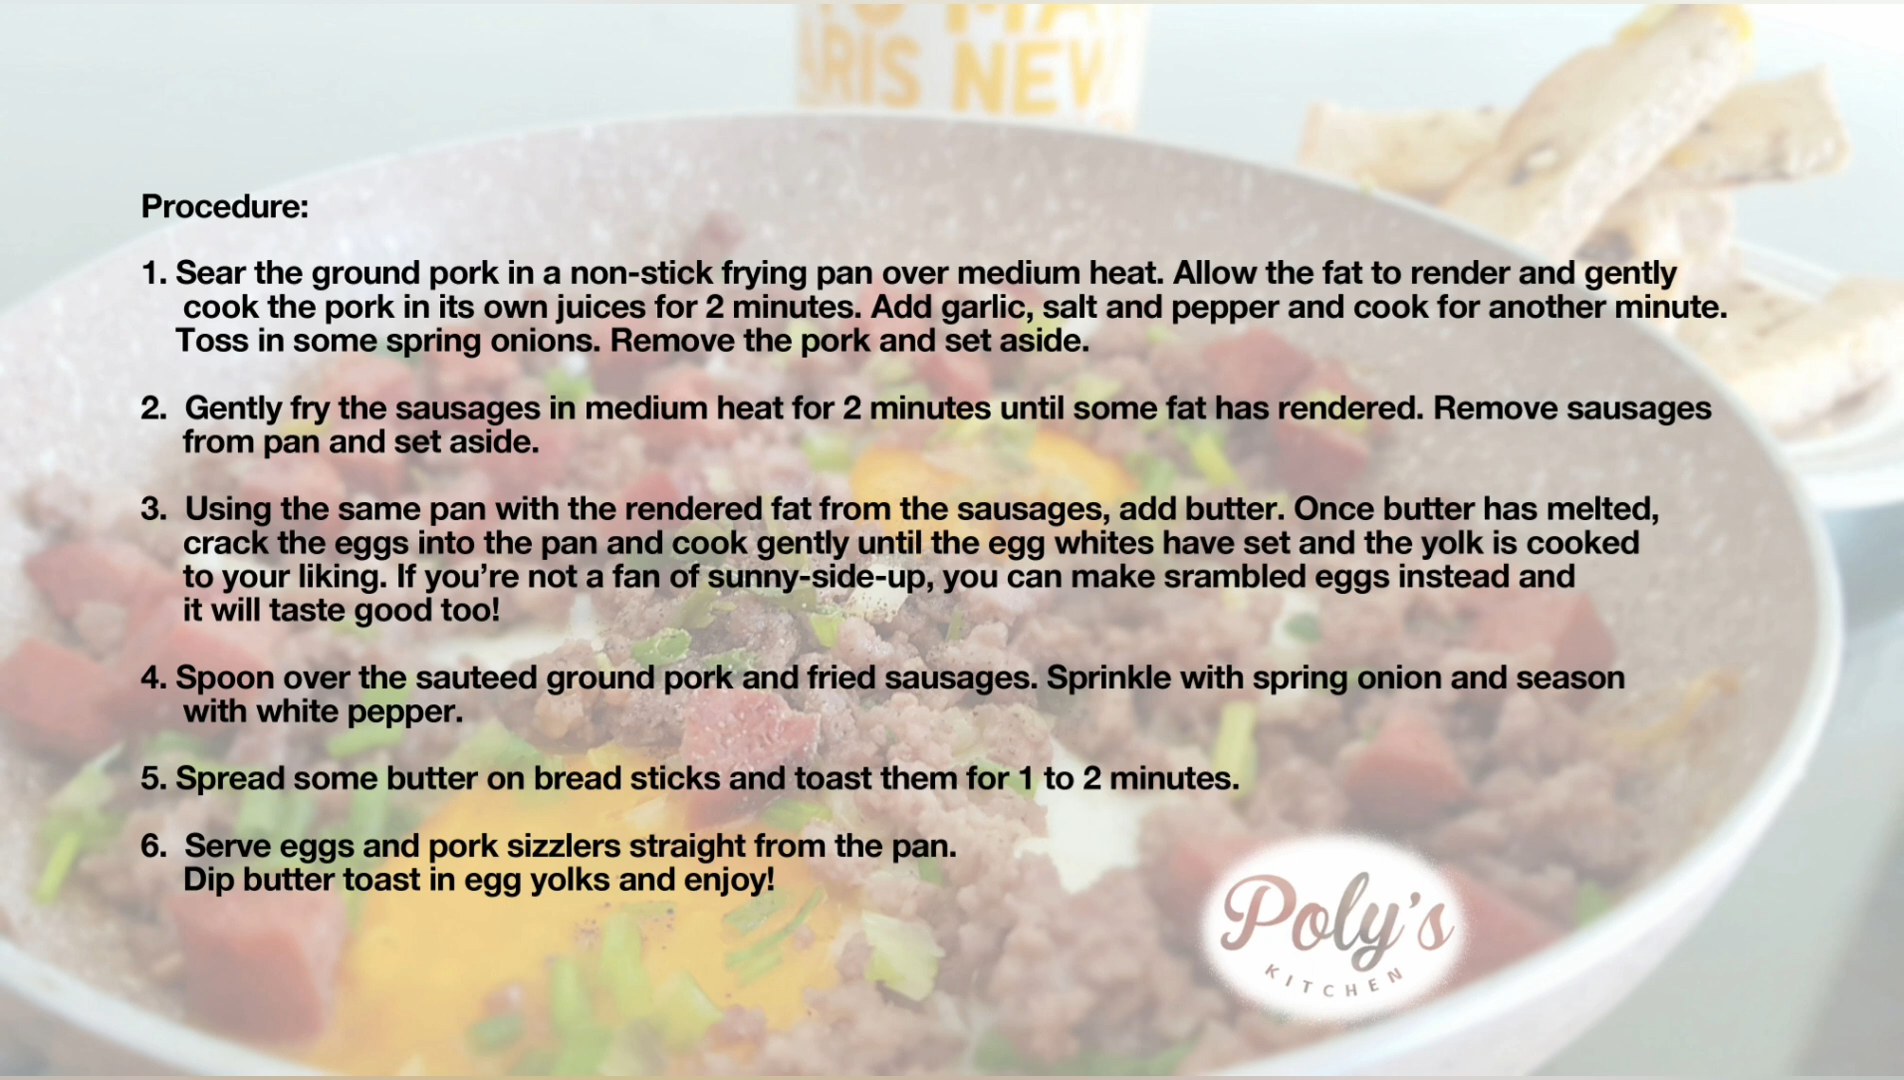 RIS NEW
Procedure:
1. Sear the ground pork in a non-stick frying pan over medium heat. Allow the fat to render and gently
cook the pork in its own juices for 2 minutes. Add garlic, salt and pepper and cook for another minute.
Toss in some spring onions. Remove the pork and set aside.
2. Gently fry the sausages in medium heat for 2 minutes until some fat has rendered. Remove sausages
from pan and set aside.
3. Using the same pan with the rendered fat from the sausages, add butter. Once butter has melted,
crack the eggs into the pan and cook gently until the egg whites have set and the yolk is cooked
to your liking. If you’re not a fan of sunny-side-up, you can make srambled eggs instead and
it will taste good too!
4. Spoon over the sauteed ground pork and fried sausages. Sprinkle with spring onion and season
with white pepper.
5. Spread some butter on bread sticks and toast them for 1 to 2 minutes.
6. Serve eggs and pork sizzlers straight from the pan.
Dip butter toast in egg yolks and enjoy!
Poly's
KITCHEN